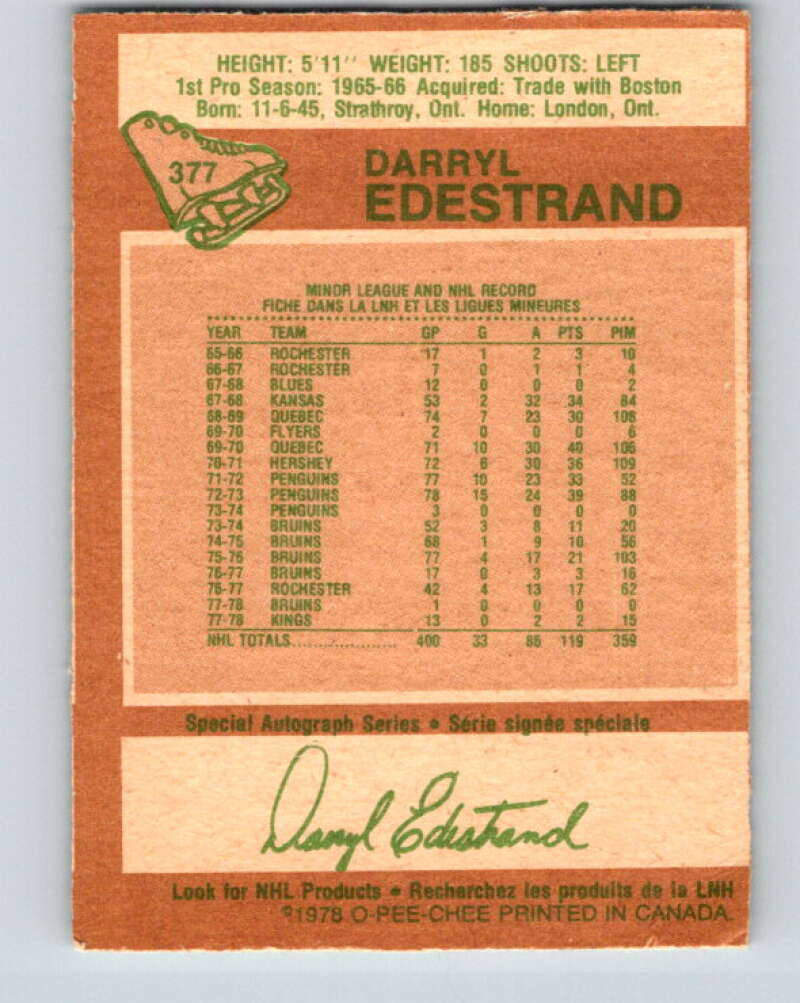 HEIGHT: 5'11" WEIGHT: 185 SHOOTS: LEFT
1st Pro Season: 1965-66 Acquired: Trade with Boston
Born: 11-6-45, Strathroy, Ont. Home: London, Ont.
377
DARRYL
EDESTRAND
MINOR LEAGUE AND NHL RECORD
FICHE DANS LA LNH ET LES LIGUES MINEURES
YEAR TEAM GP G A PTS PIM
65-66 ROCHESTER 17 1 2 3 10
66-67 ROCHESTER 7 0 1 1 4
67-68 BLUES 12 0 0 0 2
67-68 KANSAS 53 2 32 34 84
68-69 QUEBEC 74 7 23 30 108
69-70 FLYERS 2 0 0 0 6
69-70 QUEBEC 71 10 30 40 106
70-71 HERSHEY 72 6 30 36 109
71-72 PENGUINS 77 10 23 33 52
72-73 PENGUINS 78 15 24 39 88
73-74 PENGUINS 3 0 0 0 0
73-74 BRUINS 52 3 8 11 20
74-75 BRUINS 68 1 9 10 56
75-76 BRUINS 77 4 17 21 103
76-77 BRUINS 17 0 3 3 16
76-77 ROCHESTER 42 4 13 17 62
77-78 BRUINS 1 0 0 0 0
77-78 KINGS 13 0 2 2 15
NHL TOTALS 400 33 86 119 359
Special Autograph Series • Série signée spéciale
Darryl Edestrand
Look for NHL Products • Recherchez les produits de la LNH
©1978 O-PEE-CHEE PRINTED IN CANADA.